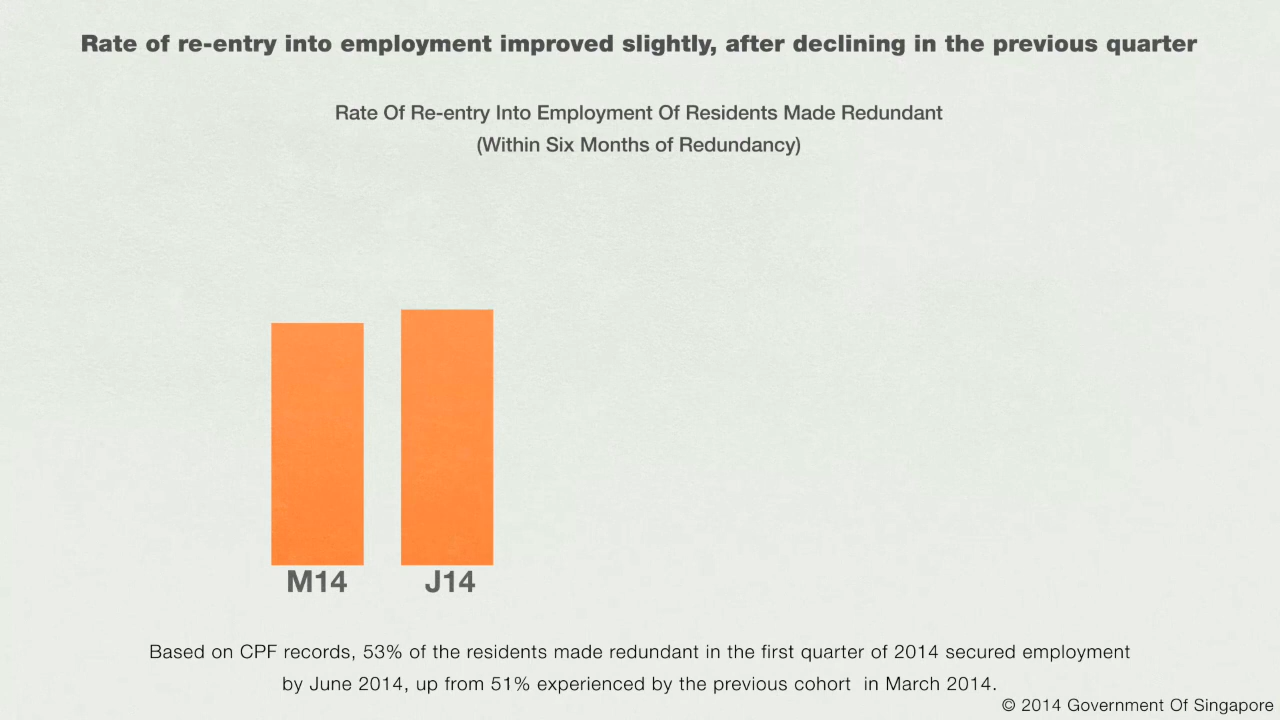 Rate of re-entry into employment improved slightly, after declining in the previous quarter
Rate Of Re-entry Into Employment Of Residents Made Redundant
(Within Six Months of Redundancy)
M14
J14
Based on CPF records, 53% of the residents made redundant in the first quarter of 2014 secured employment
by June 2014, up from 51% experienced by the previous cohort in March 2014.
© 2014 Government Of Singapore